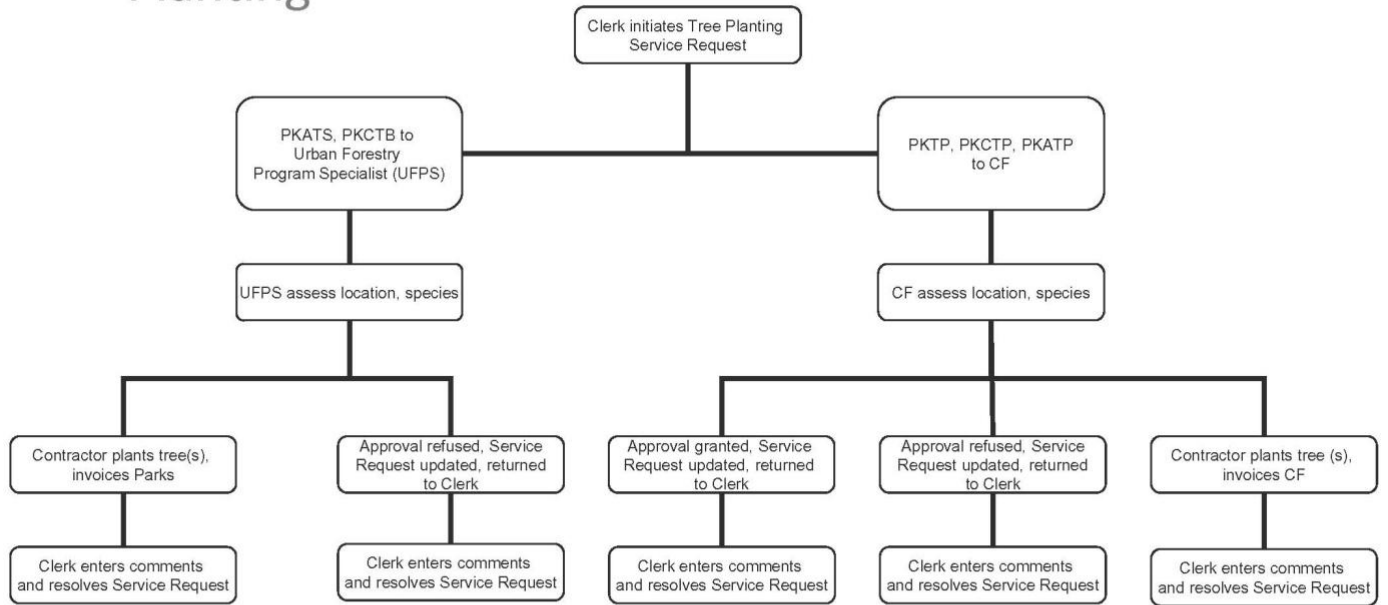 Clerk initiates Tree Planting
Service Request
PKATS, PKCTB to
Urban Forestry
Program Specialist (UFPS)
PKTP, PKCTP, PKATP
to CF
UFPS assess location, species
CF assess location, species
Contractor plants tree(s),
invoices Parks
Approval refused, Service
Request updated, returned
to Clerk
Approval granted, Service
Request updated, returned
to Clerk
Approval refused, Service
Request updated, returned
to Clerk
Contractor plants tree (s),
invoices CF
Clerk enters comments
and resolves Service Request
Clerk enters comments
and resolves Service Request
Clerk enters comments
and resolves Service Request
Clerk enters comments
and resolves Service Request
Clerk enters comments
and resolves Service Request